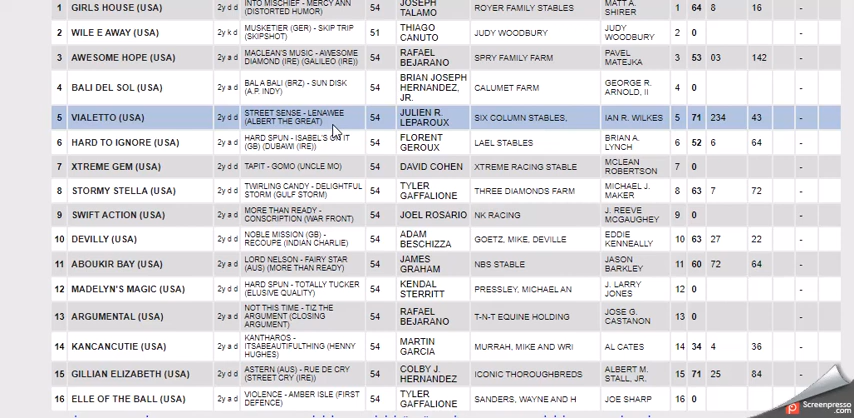 1 GIRLS HOUSE (USA) 2y d d INTO MISCHIEF - MERCY ANN (DISTORTED HUMOR) 54 JOSEPH TALAMO ROYER FAMILY STABLES MATT A. SHIRER 1 64 8 16 -
2 WILE E AWAY (USA) 2y k d MUSKETIER (GER) - SKIP TRIP (SKIPSHOT) 51 THIAGO CANUTO JUDY WOODBURY JUDY WOODBURY 2 0 -
3 AWESOME HOPE (USA) 2y a d MACLEAN'S MUSIC - AWESOME DIAMOND (IRE) (GALILEO (IRE)) 54 RAFAEL BEJARANO SPRY FAMILY FARM PAVEL MATEJKA 3 53 03 142 -
4 BALI DEL SOL (USA) 2y a d BAL A BALI (BRZ) - SUN DISK (A.P. INDY) 54 BRIAN JOSEPH HERNANDEZ, JR. CALUMET FARM GEORGE R. ARNOLD, II 4 0 -
5 VIALETTO (USA) 2y d d STREET SENSE - LENAWEE (ALBERT THE GREAT) 54 JULIEN R. LEPAROUX SIX COLUMN STABLES, IAN R. WILKES 5 71 234 43 -
6 HARD TO IGNORE (USA) 2y a d HARD SPUN - ISABEL'S ON IT (GB) (DUBAWI (IRE)) 54 FLORENT GEROUX LAEL STABLES BRIAN A. LYNCH 6 52 6 64 -
7 XTREME GEM (USA) 2y a d TAPIT - GOMO (UNCLE MO) 54 DAVID COHEN XTREME RACING STABLE MCLEAN ROBERTSON 7 0 -
8 STORMY STELLA (USA) 2y a d TWIRLING CANDY - DELIGHTFUL STORM (GULF STORM) 54 TYLER GAFFALIONE THREE DIAMONDS FARM MICHAEL J. MAKER 8 63 7 72 -
9 SWIFT ACTION (USA) 2y a d MORE THAN READY - CONSCRIPTION (WAR FRONT) 54 JOEL ROSARIO NK RACING J. REEVE MCGAUGHEY 9 0 -
10 DEVILLY (USA) 2y d d NOBLE MISSION (GB) - RECOUPE (INDIAN CHARLIE) 54 ADAM BESCHIZZA GOETZ, MIKE, DEVILLE EDDIE KENNEALLY 10 63 27 22 -
11 ABOUKIR BAY (USA) 2y a d LORD NELSON - FAIRY STAR (AUS) (MORE THAN READY) 54 JAMES GRAHAM NBS STABLE JASON BARKLEY 11 60 72 64 -
12 MADELYN'S MAGIC (USA) 2y d d HARD SPUN - TOTALLY TUCKER (ELUSIVE QUALITY) 54 KENDAL STERRITT PRESSLEY, MICHAEL AN J. LARRY JONES 12 0 -
13 ARGUMENTAL (USA) 2y a d NOT THIS TIME - TIZ THE ARGUMENT (CLOSING ARGUMENT) 54 RAFAEL BEJARANO T-N-T EQUINE HOLDING JOSE G. CASTANON 13 0 -
14 KANCANCUTIE (USA) 2y a d KANTHAROS - ITSABEAUTIFULTHING (HENNY HUGHES) 54 MARTIN GARCIA MURRAH, MIKE AND WRI AL CATES 14 34 4 36 -
15 GILLIAN ELIZABETH (USA) 2y d d ASTERN (AUS) - RUE DE CRY (STREET CRY (IRE)) 54 COLBY J. HERNANDEZ ICONIC THOROUGHBREDS ALBERT M. STALL, JR. 15 71 25 84 -
16 ELLE OF THE BALL (USA) 2y a d VIOLENCE - AMBER ISLE (FIRST DEFENCE) 54 TYLER GAFFALIONE SANDERS, WAYNE AND H JOE SHARP 16 0 -
Screenpresso
.com